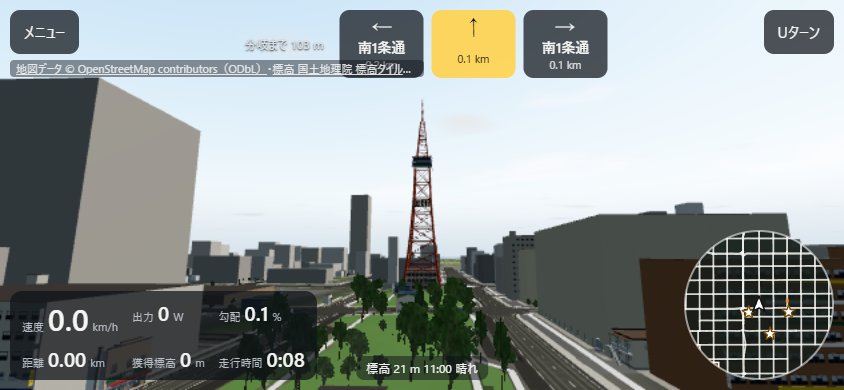 メニュー
分岐まで 103 m
←
南1条通
↑
0.1 km
→
南1条通
0.1 km
Uターン
地図データ © OpenStreetMap contributors（ODbL）・標高 国土地理院 標高タイル...
速度 0.0 km/h
出力 0 W
勾配 0.1 %
距離 0.00 km
獲得標高 0 m
走行時間 0:08
標高 21 m 11:00 晴れ